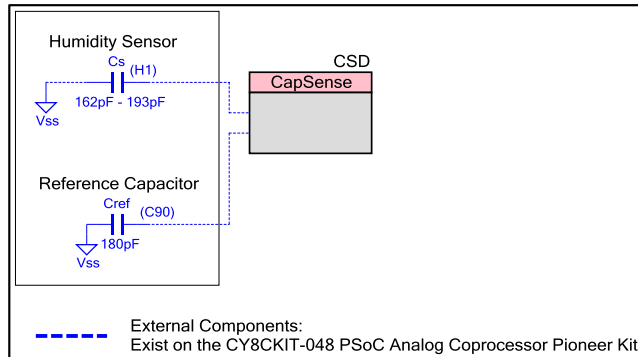 Humidity Sensor
CSD
Cs
(H1)
CapSense
162pF - 193pF
Vss
Reference Capacitor
Cref
(C90)
180pF
Vss
External Components:
Exist on the CY8CKIT-048 PSoC Analog Coprocessor Pioneer Kit